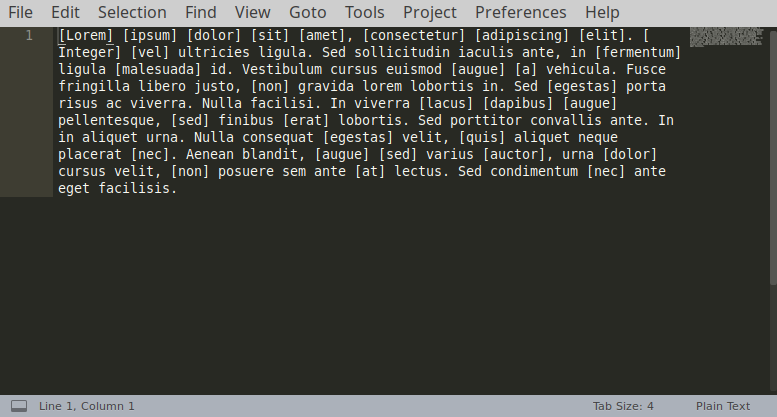 File Edit Selection Find View Goto Tools Project Preferences Help
1 [Lorem] [ipsum] [dolor] [sit] [amet], [consectetur] [adipiscing] [elit]. [
Integer] [vel] ultricies ligula. Sed sollicitudin iaculis ante, in [fermentum]
ligula [malesuada] id. Vestibulum cursus euismod [augue] [a] vehicula. Fusce
fringilla libero justo, [non] gravida lorem lobortis in. Sed [egestas] porta
risus ac viverra. Nulla facilisi. In viverra [lacus] [dapibus] [augue]
pellentesque, [sed] finibus [erat] lobortis. Sed porttitor convallis ante. In
in aliquet urna. Nulla consequat [egestas] velit, [quis] aliquet neque
placerat [nec]. Aenean blandit, [augue] [sed] varius [auctor], urna [dolor]
cursus velit, [non] posuere sem ante [at] lectus. Sed condimentum [nec] ante
eget facilisis.
Line 1, Column 1 Tab Size: 4 Plain Text